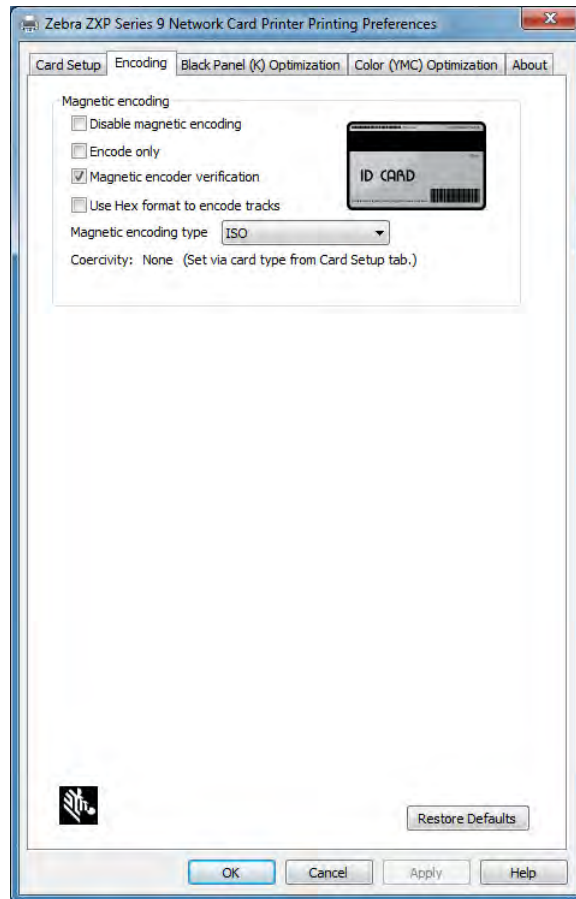 Zebra ZXP Series 9 Network Card Printer Printing Preferences
Card Setup Encoding Black Panel (K) Optimization Color (YMC) Optimization About
Magnetic encoding
Disable magnetic encoding
Encode only
Magnetic encoder verification
ID CARD
Use Hex format to encode tracks
Magnetic encoding type ISO
Coercivity: None (Set via card type from Card Setup tab.)
Restore Defaults
OK Cancel Apply Help